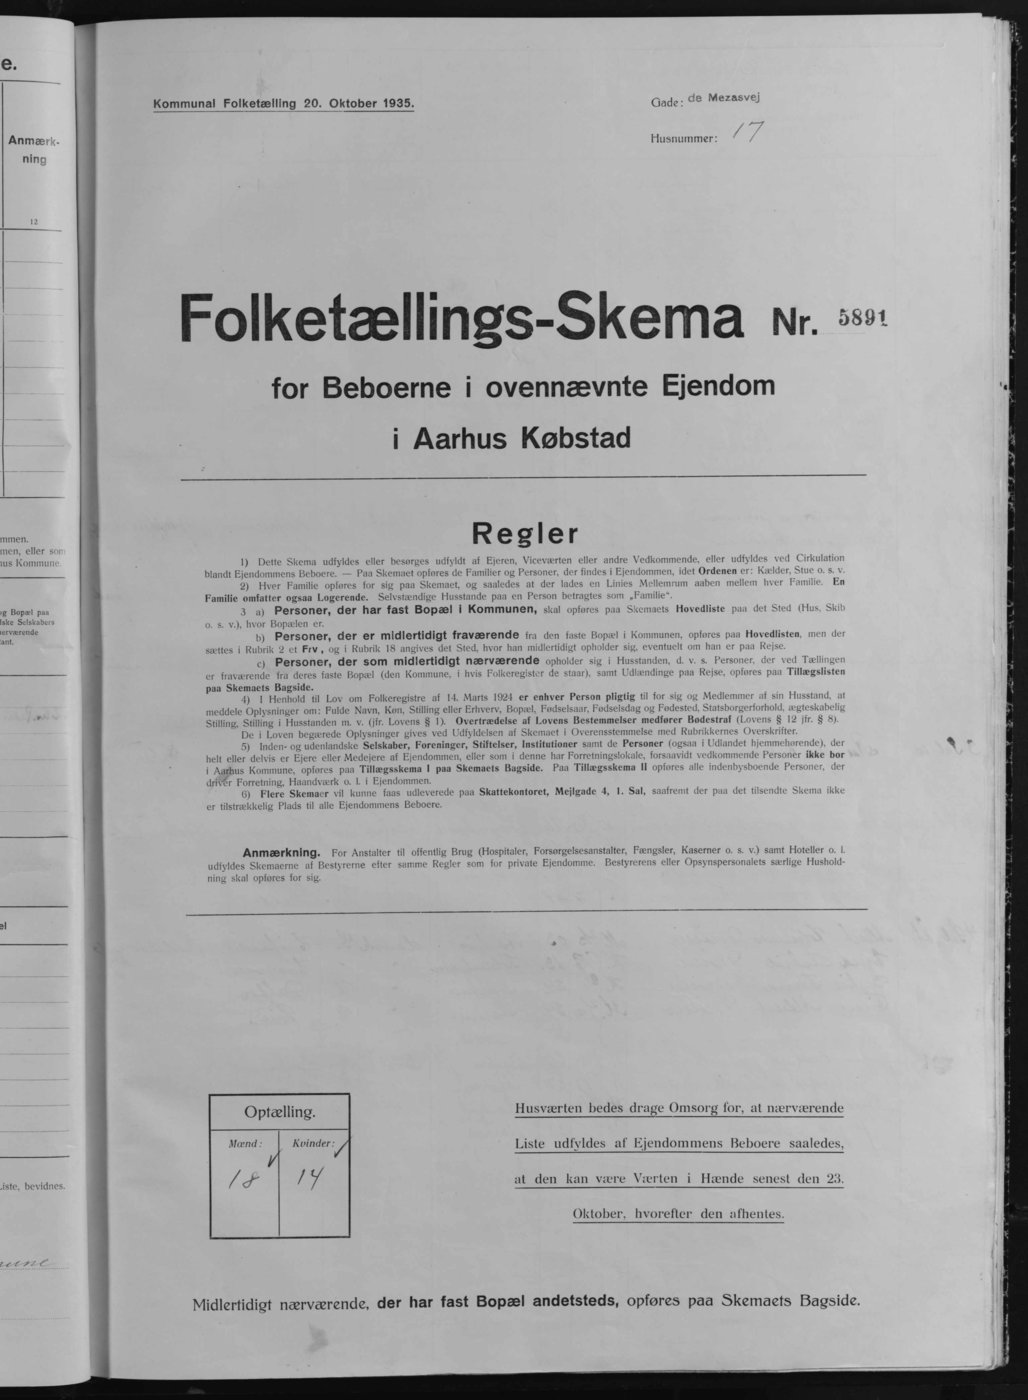 e.
Anmærk-
ning
12
mmen.
men, eller som
us Kommune.
og Bopæl paa
ske Selskabers
erværende
ant.
el
iste, bevidnes.
mune
Kommunal Folketælling 20. Oktober 1935.
Gade: de Mezasvej
Husnummer: 17
Folketællings-Skema Nr. 5891
for Beboerne i ovennævnte Ejendom
i Aarhus Købstad
Regler
1) Dette Skema udfyldes eller besørges udfyldt af Ejeren, Viceværten eller andre Vedkommende, eller udfyldes ved Cirkulation
blandt Ejendommens Beboere. — Paa Skemaet opføres de Familier og Personer, der findes i Ejendommen, idet Ordenen er: Kælder, Stue o. s. v.
2) Hver Familie opføres for sig paa Skemaet, og saaledes at der lades en Linies Mellemrum aaben mellem hver Familie. En
Familie omfatter ogsaa Logerende. Selvstændige Husstande paa en Person betragtes som „Familie“.
3 a) Personer, der har fast Bopæl i Kommunen, skal opføres paa Skemaets Hovedliste paa det Sted (Hus, Skib
o. s. v.), hvor Bopælen er.
b) Personer, der er midlertidigt fraværende fra den faste Bopæl i Kommunen, opføres paa Hovedlisten, men der
sættes i Rubrik 2 et Frv, og i Rubrik 18 angives det Sted, hvor han midlertidigt opholder sig, eventuelt om han er paa Rejse.
c) Personer, der som midlertidigt nærværende opholder sig i Husstanden, d. v. s. Personer, der ved Tællingen
er fraværende fra deres faste Bopæl (den Kommune, i hvis Folkeregister de staar), samt Udlændinge paa Rejse, opføres paa Tillægslisten
paa Skemaets Bagside.
4) I Henhold til Lov om Folkeregistre af 14. Marts 1924 er enhver Person pligtig til for sig og Medlemmer af sin Husstand, at
meddele Oplysninger om: Fulde Navn, Køn, Stilling eller Erhverv, Bopæl, Fødselsaar, Fødselsdag og Fødested, Statsborgerforhold, ægteskabelig
Stilling, Stilling i Husstanden m. v. (jfr. Lovens § 1). Overtrædelse af Lovens Bestemmelser medfører Bødestraf (Lovens § 12 jfr. § 8).
De i Loven begærede Oplysninger gives ved Udfyldelsen af Skemaet i Overensstemmelse med Rubrikkernes Overskrifter.
5) Inden- og udenlandske Selskaber, Foreninger, Stiftelser, Institutioner samt de Personer (ogsaa i Udlandet hjemmehørende), der
helt eller delvis er Ejere eller Medejere af Ejendommen, eller som i denne har Forretningslokale, forsaavidt vedkommende Personer ikke bor
i Aarhus Kommune, opføres paa Tillægsskema I paa Skemaets Bagside. Paa Tillægsskema II opføres alle indenbysboende Personer, der
driver Forretning, Haandværk o. l. i Ejendommen.
6) Flere Skemaer vil kunne faas udleverede paa Skattekontoret, Mejlgade 4, 1. Sal, saafremt der paa det tilsendte Skema ikke
er tilstrækkelig Plads til alle Ejendommens Beboere.
Anmærkning. For Anstalter til offentlig Brug (Hospitaler, Forsørgelsesanstalter, Fængsler, Kaserner o. s. v.) samt Hoteller o. l.
udfyldes Skemaerne af Bestyrerne efter samme Regler som for private Ejendomme. Bestyrerens eller Opsynspersonalets særlige Hushold-
ning skal opføres for sig.
Optælling.
Mænd: Kvinder:
18 14
Husværten bedes drage Omsorg for, at nærværende
Liste udfyldes af Ejendommens Beboere saaledes,
at den kan være Værten i Hænde senest den 23.
Oktober, hvorefter den afhentes.
Midlertidigt nærværende, der har fast Bopæl andetsteds, opføres paa Skemaets Bagside.